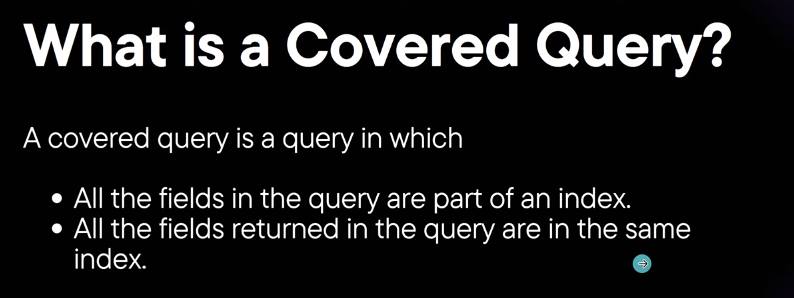 What is a Covered Query?
A covered query is a query in which
• All the fields in the query are part of an index.
• All the fields returned in the query are in the same
index.